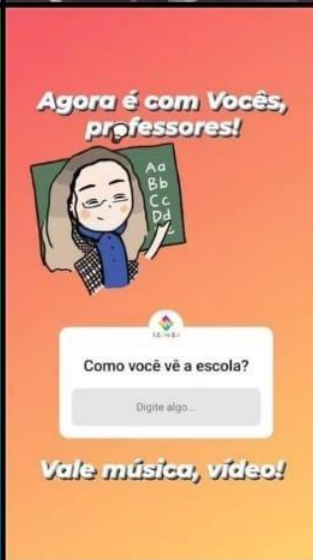 Agora é com Vocês,
professores!
Aa
Bb
Cc
Dd
Como você vê a escola?
Digite algo...
Vale música, vídeo!